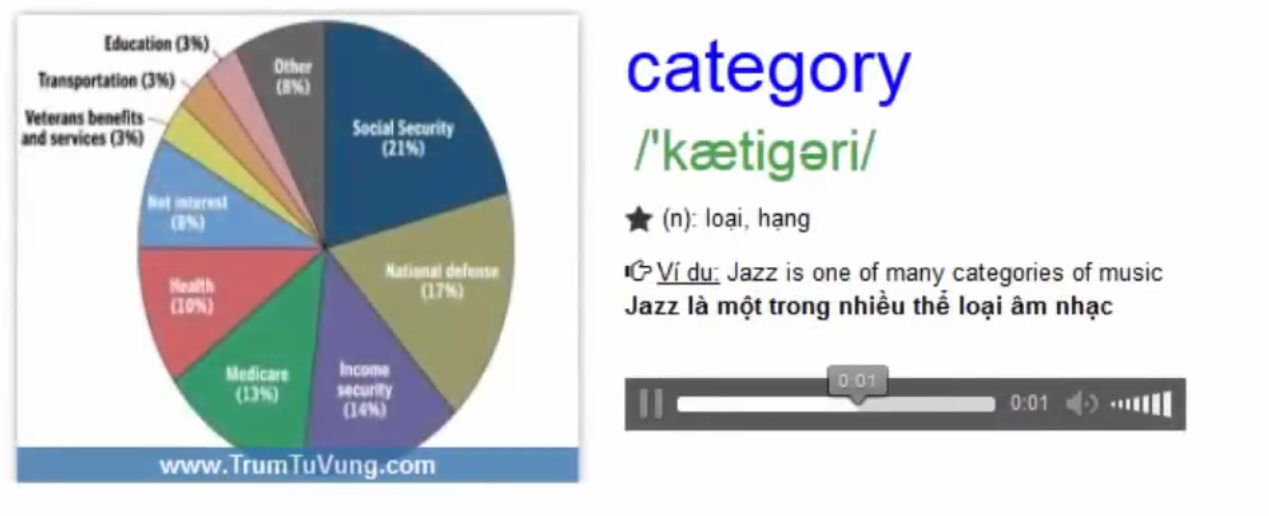 Education (3%)
Transportation (3%)
Veterans benefits
and services (3%)
Other
(8%)
Social Security
(21%)
Net interest
(8%)
National defense
(17%)
Health
(10%)
Medicare
(13%)
Income
security
(14%)
www.TrumTuVung.com
category
/'kætigəri/
(n): loại, hạng
Ví dụ: Jazz is one of many categories of music
Jazz là một trong nhiều thể loại âm nhạc
0:01
0:01